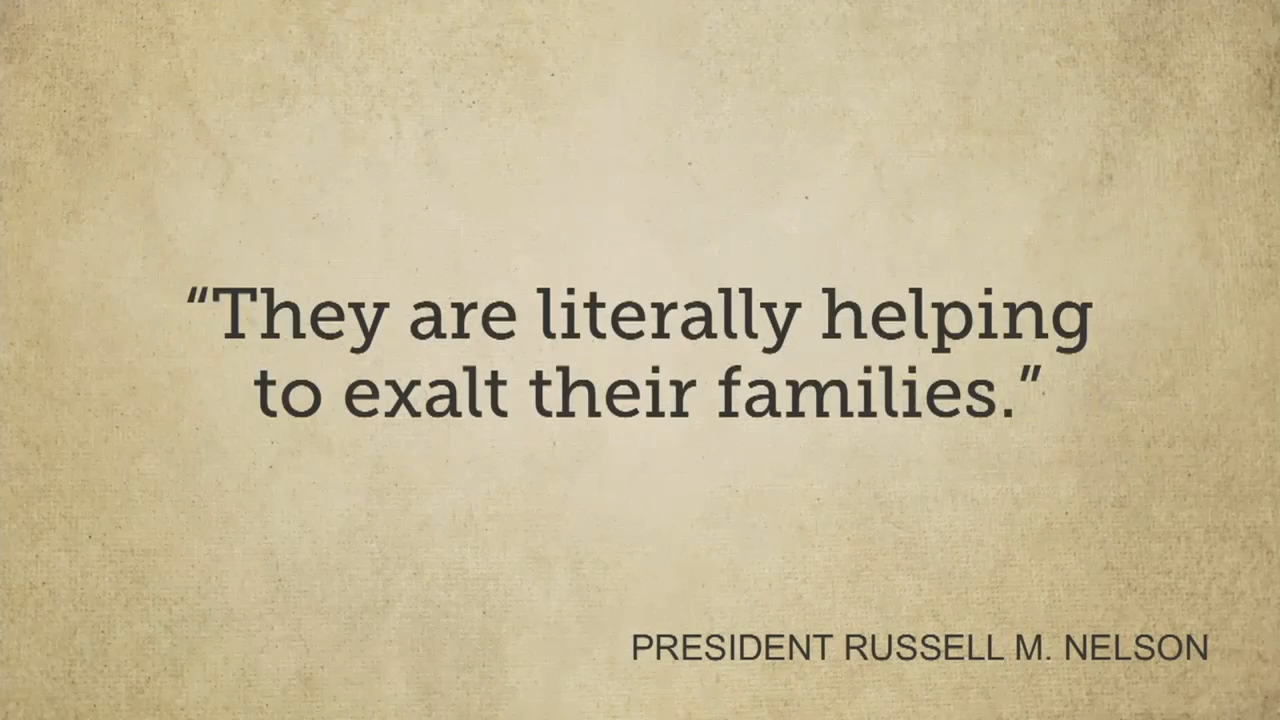 “They are literally helping
to exalt their families.”
PRESIDENT RUSSELL M. NELSON